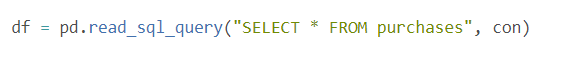 df = pd.read_sql_query("SELECT * FROM purchases", con)